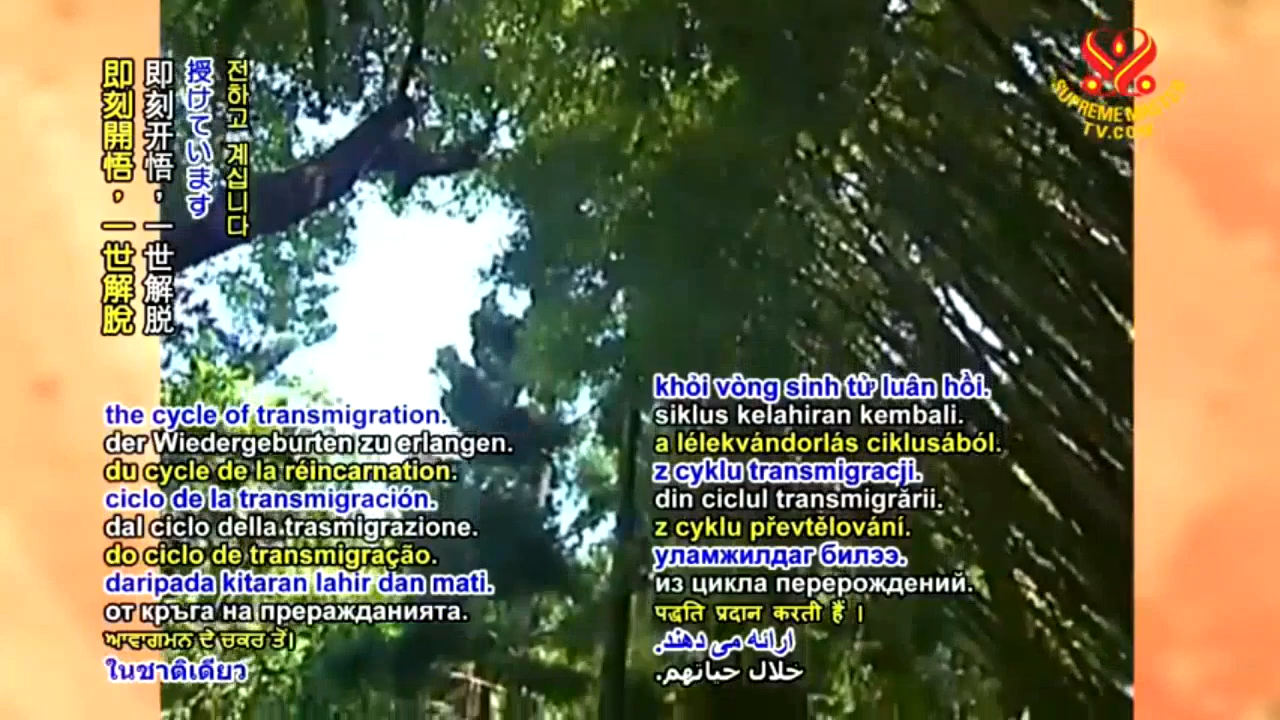 전하고 계십니다
授けています
即刻开悟，一世解脱
即刻開悟，一世解脫
SUPREME MASTER
TV.COM
the cycle of transmigration.
der Wiedergeburten zu erlangen.
du cycle de la réincarnation.
ciclo de la transmigración.
dal ciclo della trasmigrazione.
do ciclo de transmigração.
daripada kitaran lahir dan mati.
от кръга на преражданията.
ਆਵਾਗਮਨ ਦੇ ਚਕਰ ਤੋਂ।
ในชาติเดียว
khỏi vòng sinh tử luân hồi.
siklus kelahiran kembali.
a lélekvándorlás ciklusából.
z cyklu transmigracji.
din ciclul transmigrării.
z cyklu převtělování.
уламжилдаг билээ.
из цикла перерождений.
पद्धति प्रदान करती हैं ।
ارائه می دهند.
خلال حياتهم.